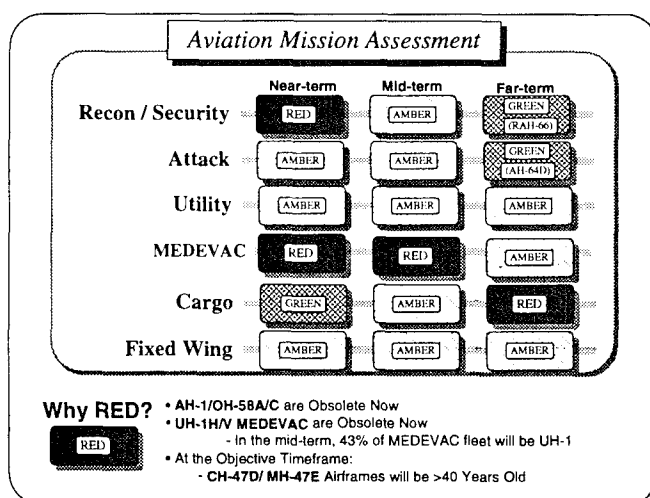 Aviation Mission Assessment
Near-term Mid-term Far-term
Recon / Security RED AMBER GREEN (RAH-66)
Attack AMBER AMBER GREEN (AH-64D)
Utility AMBER AMBER AMBER
MEDEVAC RED RED AMBER
Cargo GREEN AMBER RED
Fixed Wing AMBER AMBER AMBER
Why RED?
RED
• AH-1/OH-58A/C are Obsolete Now
• UH-1H/V MEDEVAC are Obsolete Now
- In the mid-term, 43% of MEDEVAC fleet will be UH-1
• At the Objective Timeframe:
- CH-47D/ MH-47E Airframes will be >40 Years Old